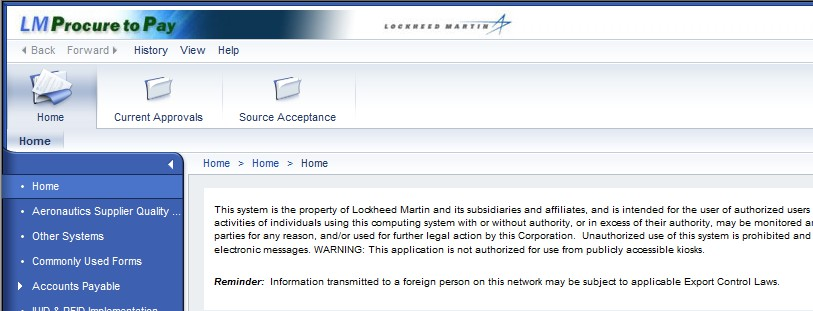 LM Procure to Pay
LOCKHEED MARTIN
Back Forward History View Help
Home Current Approvals Source Acceptance
Home
Home > Home > Home
Home
Aeronautics Supplier Quality ...
Other Systems
Commonly Used Forms
Accounts Payable
IUID & RFID Implementation
This system is the property of Lockheed Martin and its subsidiaries and affiliates, and is intended for the user of authorized users
activities of individuals using this computing system with or without authority, or in excess of their authority, may be monitored a
parties for any reason, and/or used for further legal action by this Corporation. Unauthorized use of this system is prohibited and
electronic messages. WARNING: This application is not authorized for use from publicly accessible kiosks.
Reminder: Information transmitted to a foreign person on this network may be subject to applicable Export Control Laws.